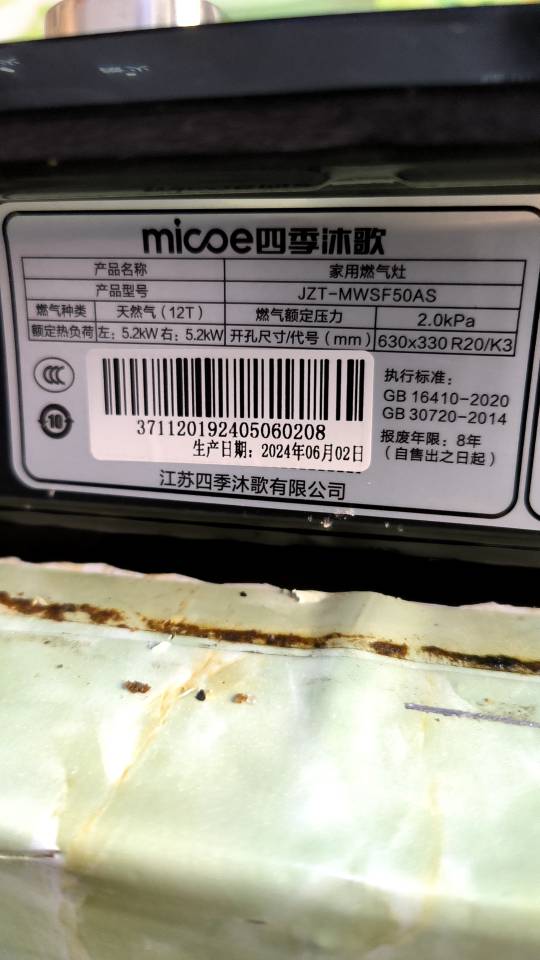 micoe四季沐歌
产品名称 家用燃气灶
产品型号 JZT-MWSF50AS
燃气种类 天然气（12T） 燃气额定压力 2.0kPa
额定热负荷 左：5.2kW 右：5.2kW 开孔尺寸/代号（mm） 630x330 R20/K3
CCC
10
371120192405060208
生产日期：2024年06月02日
执行标准：
GB 16410-2020
GB 30720-2014
报废年限：8年
（自售出之日起）
江苏四季沐歌有限公司